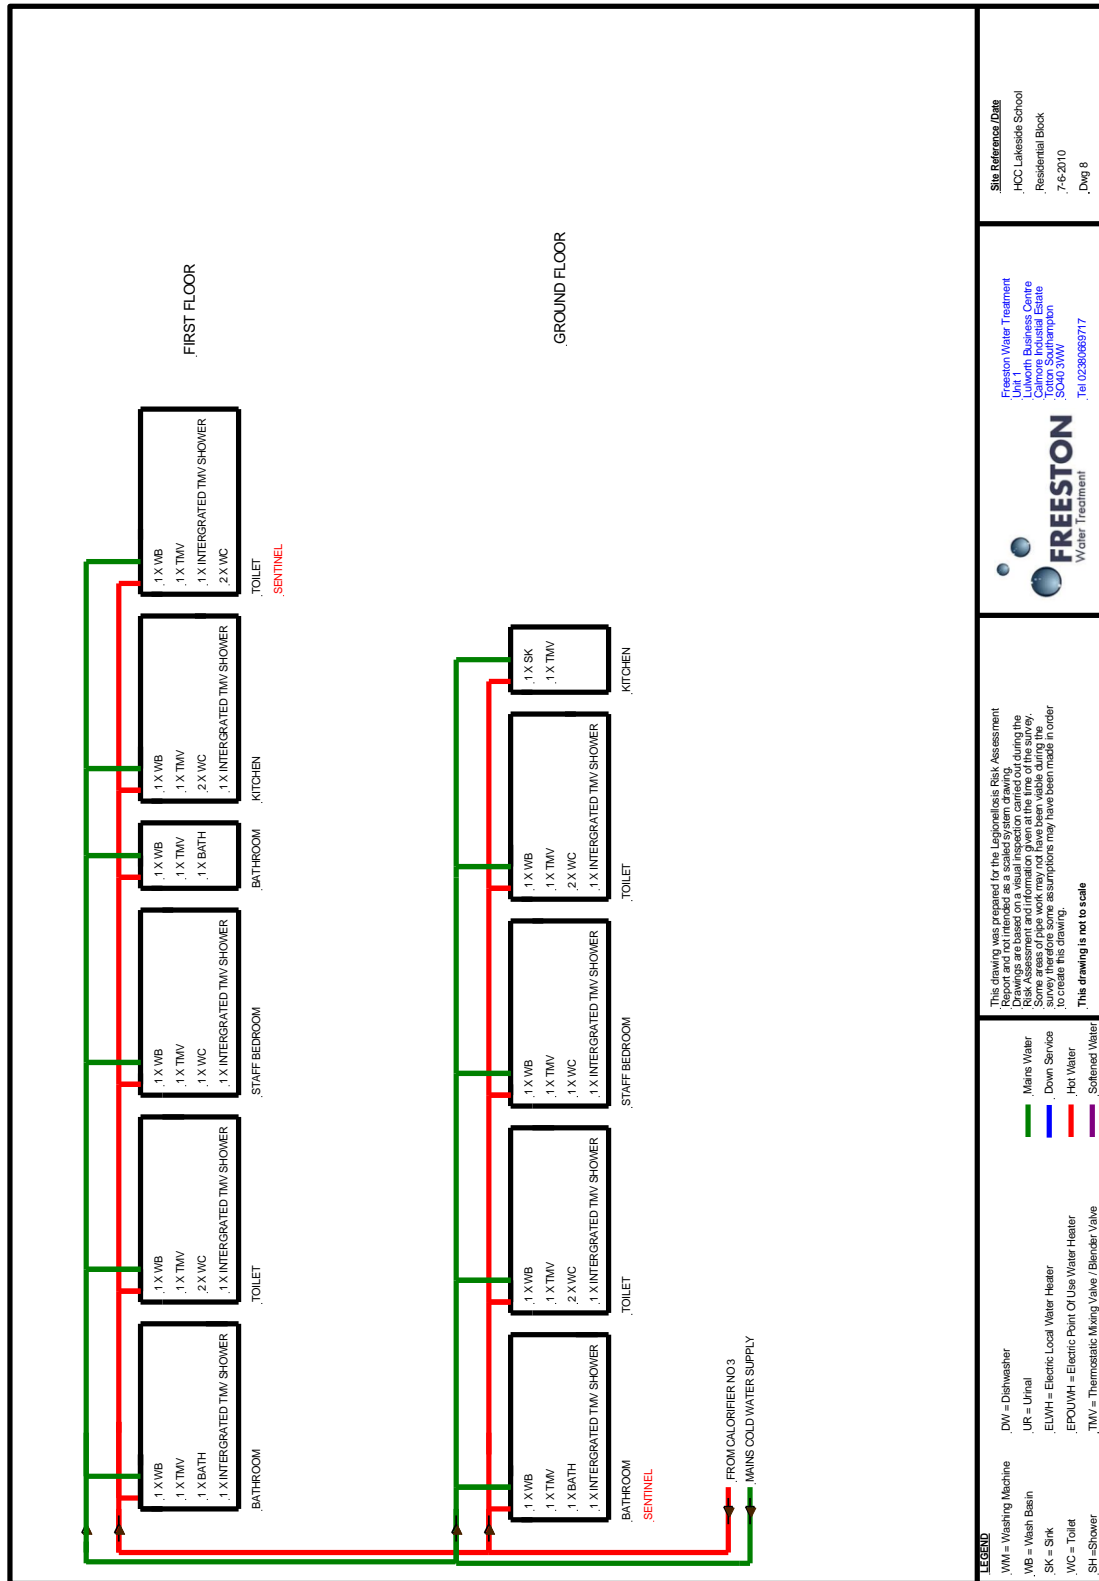 FIRST FLOOR
.1 X WB
.1 X TMV
.1 X BATH
.1 X INTERGRATED TMV SHOWER
BATHROOM
.1 X WB
.1 X TMV
.2 X WC
.1 X INTERGRATED TMV SHOWER
TOILET
.1 X WB
.1 X TMV
.1 X WC
.1 X INTERGRATED TMV SHOWER
STAFF BEDROOM
.1 X WB
.1 X TMV
.1 X BATH
BATHROOM
.1 X WB
.1 X TMV
.2 X WC
.1 X INTERGRATED TMV SHOWER
KITCHEN
.1 X WB
.1 X TMV
.1 X INTERGRATED TMV SHOWER
.2 X WC
TOILET
SENTINEL
GROUND FLOOR
.1 X WB
.1 X TMV
.1 X BATH
.1 X INTERGRATED TMV SHOWER
BATHROOM
SENTINEL
.1 X WB
.1 X TMV
.2 X WC
.1 X INTERGRATED TMV SHOWER
TOILET
.1 X WB
.1 X TMV
.1 X WC
.1 X INTERGRATED TMV SHOWER
STAFF BEDROOM
.1 X WB
.1 X TMV
.2 X WC
.1 X INTERGRATED TMV SHOWER
TOILET
.1 X SK
.1 X TMV
KITCHEN
FROM CALORIFIER NO 3
MAINS COLD WATER SUPPLY
LEGEND
WM = Washing Machine
WB = Wash Basin
SK = Sink
WC = Toilet
SH =Shower
DW = Dishwasher
UR = Urinal
ELWH = Electric Local Water Heater
EPOUWH = Electric Point Of Use Water Heater
TMV = Thermostatic Mixing Valve / Blender Valve
Mains Water
Down Service
Hot Water
Softened Water
This drawing was prepared for the Legionellosis Risk Assessment
Report and not intended as a scaled system drawing.
Drawings are based on a visual inspection carried out during the
Risk Assessment and information given at the time of the survey.
Some areas of pipe work may not have been viable during the
survey therefore some assumptions may have been made in order
to create this drawing.
This drawing is not to scale
FREESTON
Water Treatment
Freeston Water Treatment
Unit 1
Lulworth Business Centre
Calmore Industial Estate
Totton Southampton
SO40 3WW
Tel 02380669717
Site Reference /Date
HCC Lakeside School
Residential Block
7-6-2010
Dwg 8